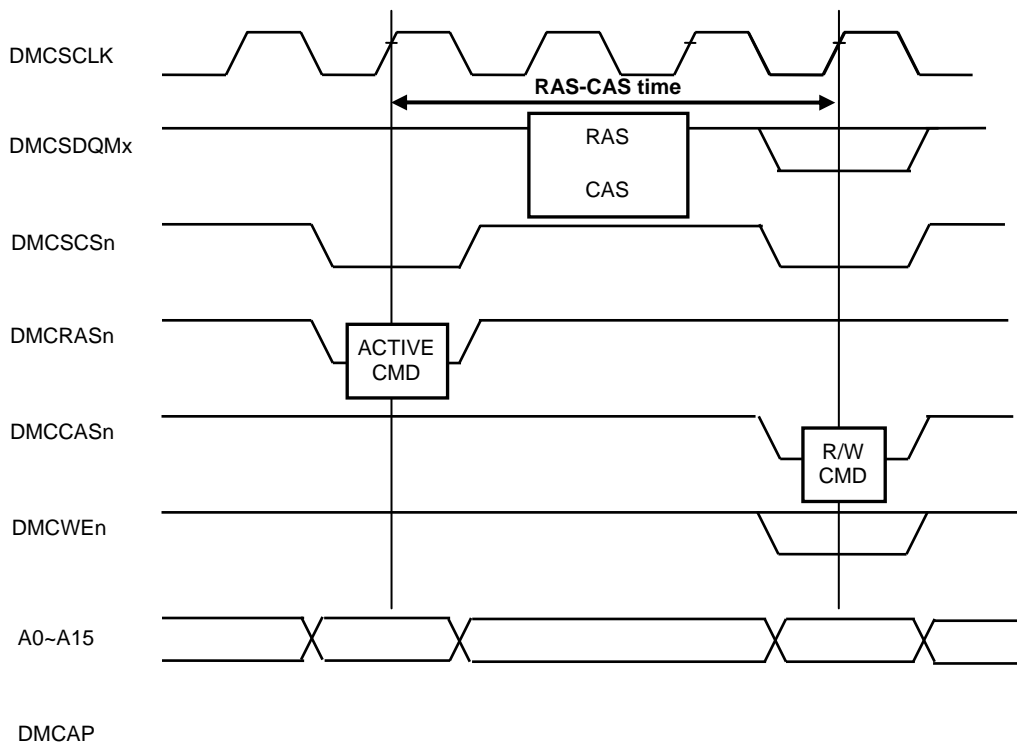 DMCSCLK
RAS-CAS time
DMCSDQMx
RAS
CAS
DMCSCSn
DMCRASn
ACTIVE
CMD
DMCCASn
R/W
CMD
DMCWEn
A0~A15
DMCAP